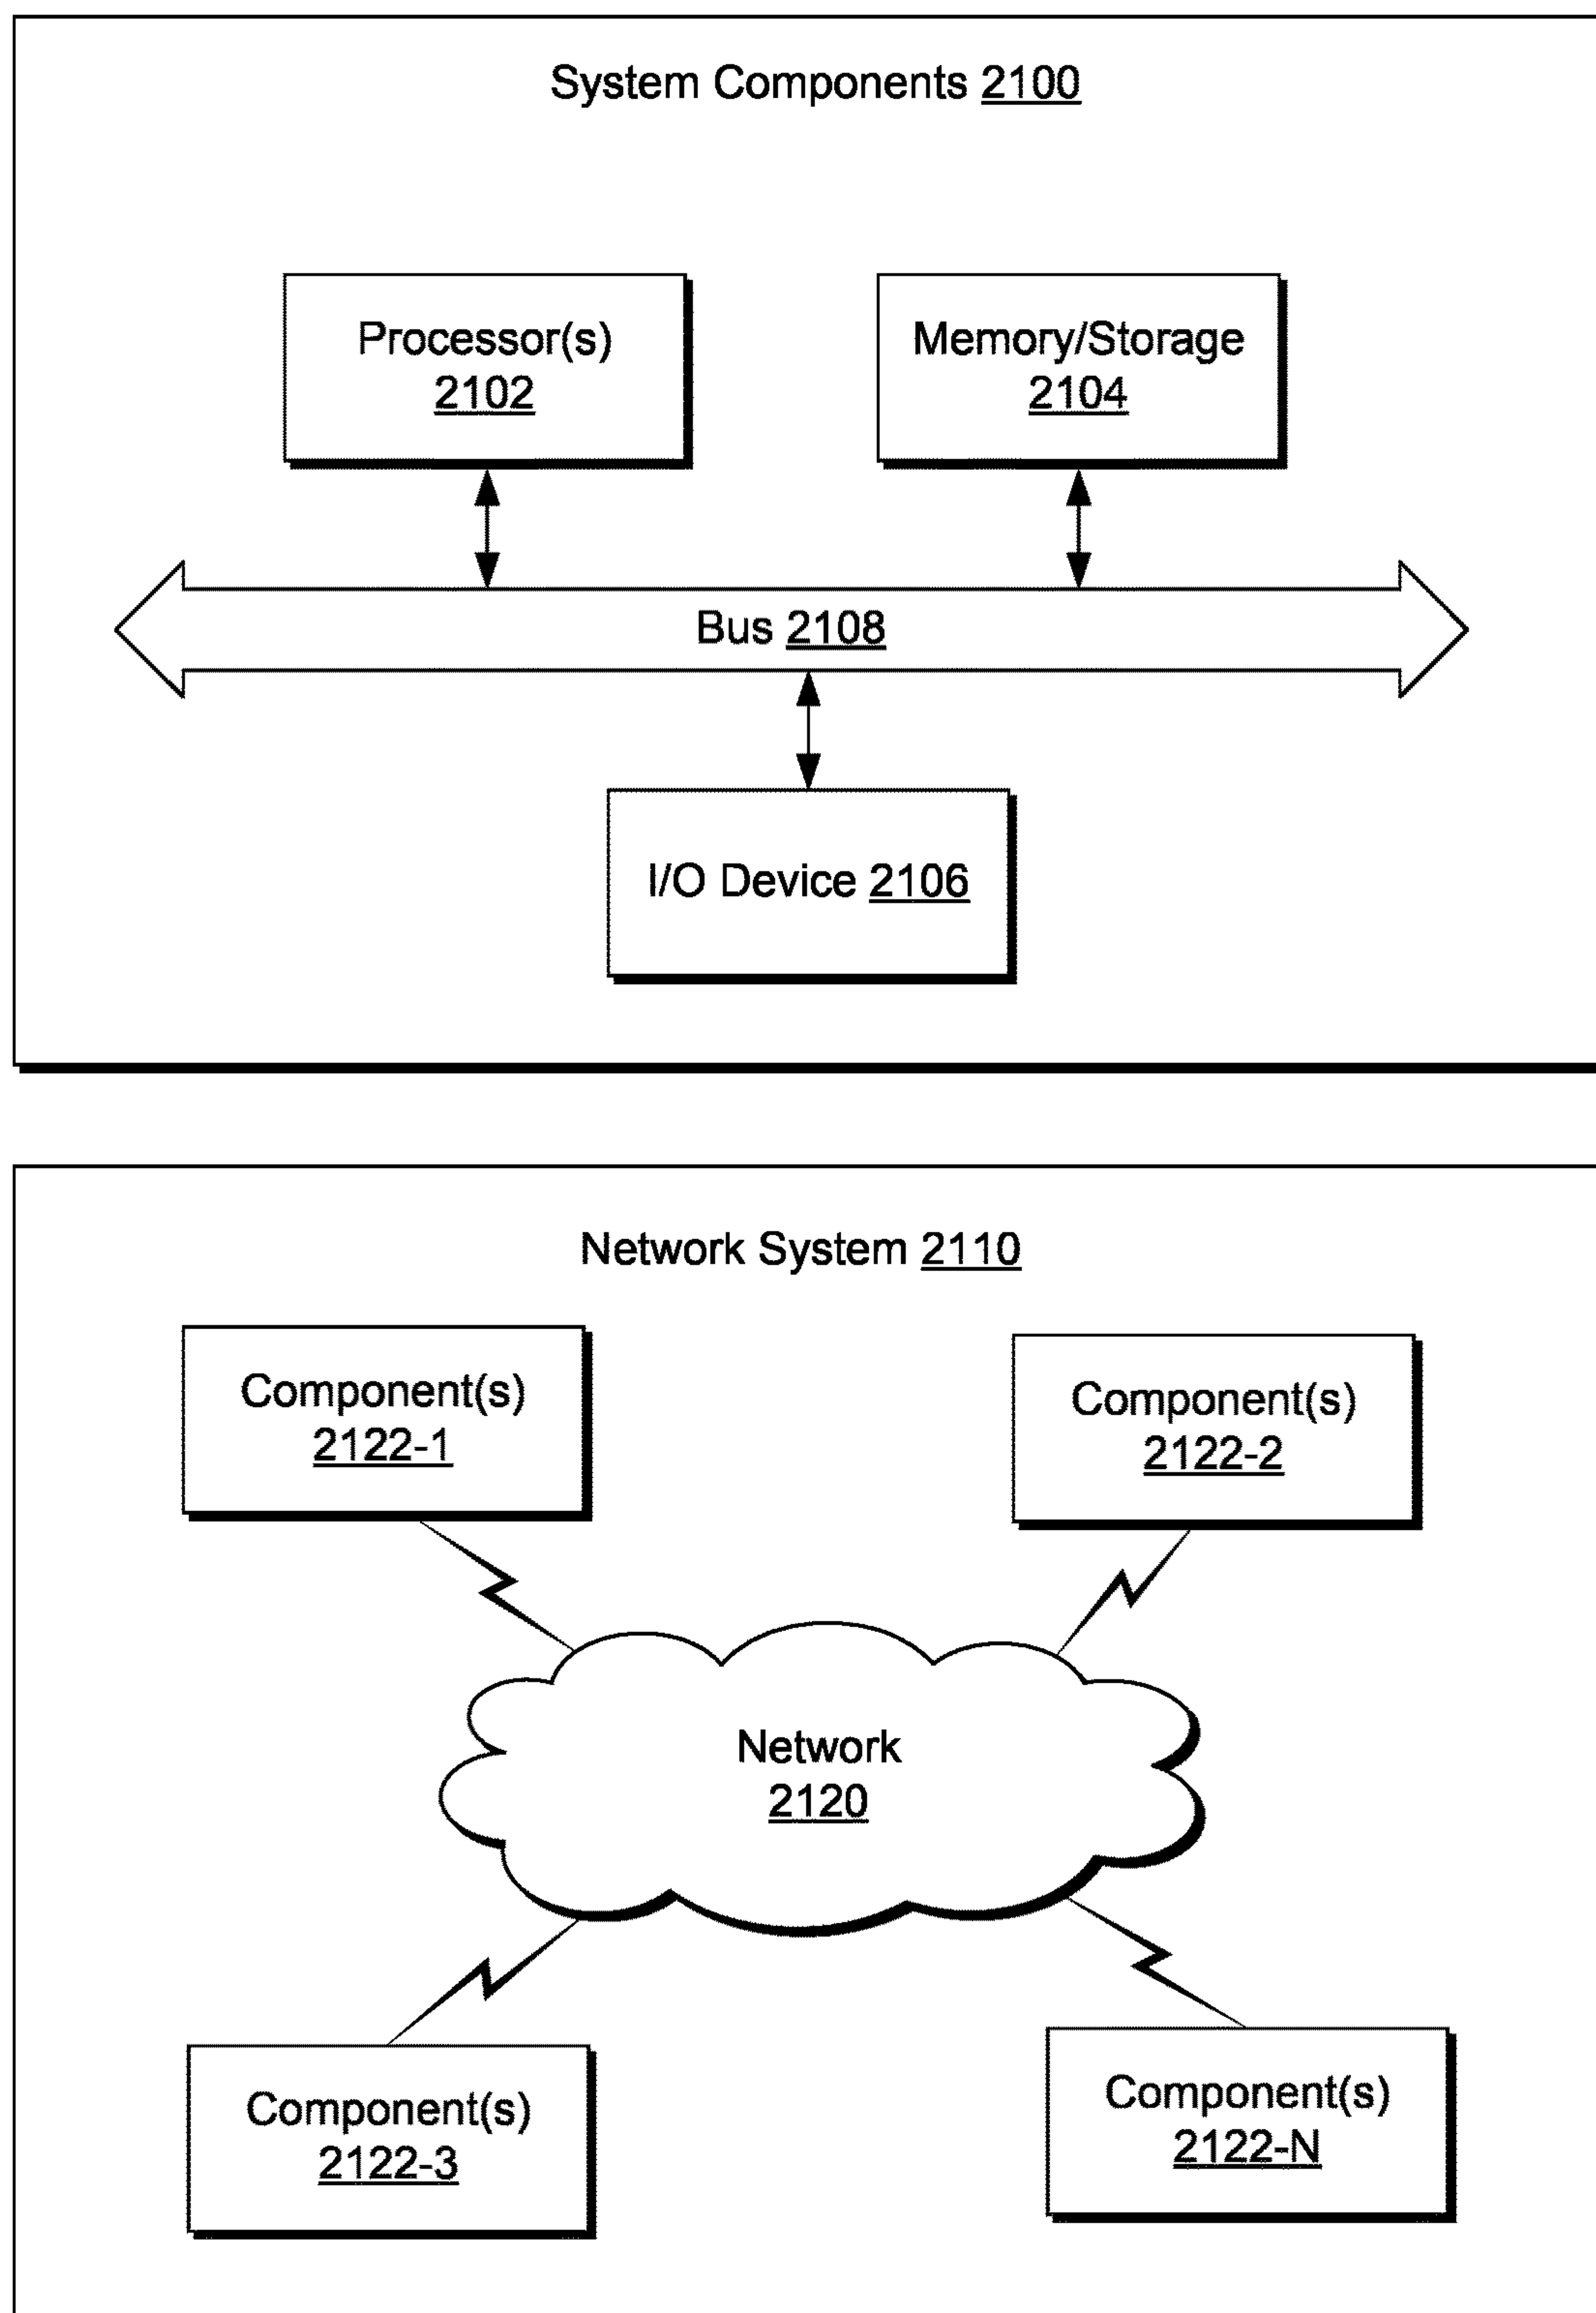 System Components 2100
Processor(s)
2102
Memory/Storage
2104
Bus 2108
I/O Device 2106
Network System 2110
Component(s)
2122-1
Component(s)
2122-2
Network
2120
Component(s)
2122-3
Component(s)
2122-N